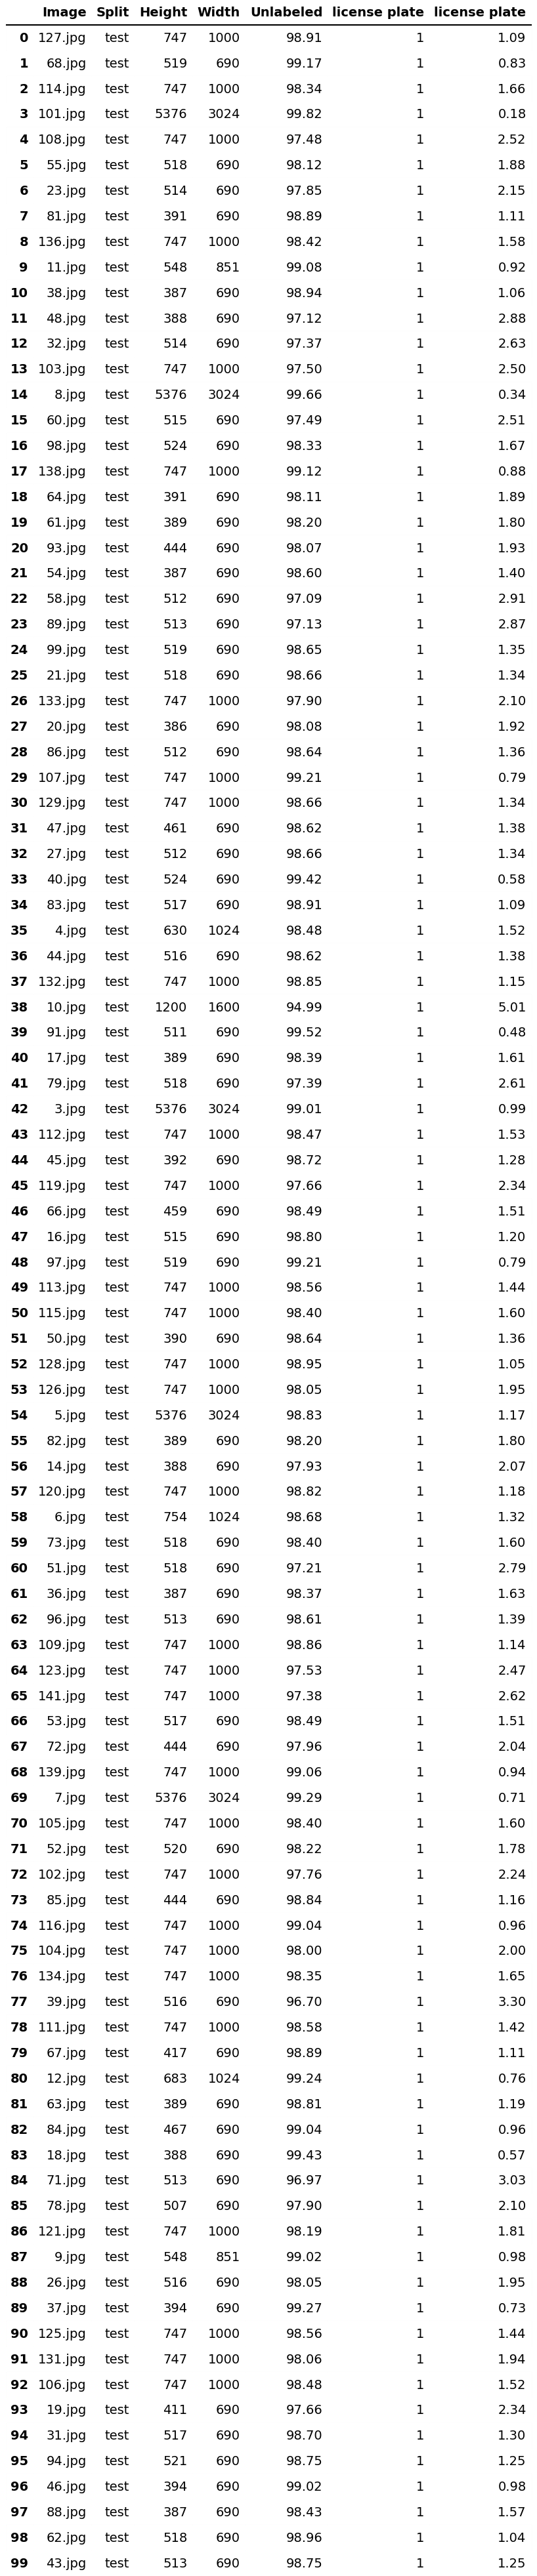 Image Split Height Width Unlabeled license plate license plate
0 127.jpg test 747 1000 98.91 1 1.09
1 68.jpg test 519 690 99.17 1 0.83
2 114.jpg test 747 1000 98.34 1 1.66
3 101.jpg test 5376 3024 99.82 1 0.18
4 108.jpg test 747 1000 97.48 1 2.52
5 55.jpg test 518 690 98.12 1 1.88
6 23.jpg test 514 690 97.85 1 2.15
7 81.jpg test 391 690 98.89 1 1.11
8 136.jpg test 747 1000 98.42 1 1.58
9 11.jpg test 548 851 99.08 1 0.92
10 38.jpg test 387 690 98.94 1 1.06
11 48.jpg test 388 690 97.12 1 2.88
12 32.jpg test 514 690 97.37 1 2.63
13 103.jpg test 747 1000 97.50 1 2.50
14 8.jpg test 5376 3024 99.66 1 0.34
15 60.jpg test 515 690 97.49 1 2.51
16 98.jpg test 524 690 98.33 1 1.67
17 138.jpg test 747 1000 99.12 1 0.88
18 64.jpg test 391 690 98.11 1 1.89
19 61.jpg test 389 690 98.20 1 1.80
20 93.jpg test 444 690 98.07 1 1.93
21 54.jpg test 387 690 98.60 1 1.40
22 58.jpg test 512 690 97.09 1 2.91
23 89.jpg test 513 690 97.13 1 2.87
24 99.jpg test 519 690 98.65 1 1.35
25 21.jpg test 518 690 98.66 1 1.34
26 133.jpg test 747 1000 97.90 1 2.10
27 20.jpg test 386 690 98.08 1 1.92
28 86.jpg test 512 690 98.64 1 1.36
29 107.jpg test 747 1000 99.21 1 0.79
30 129.jpg test 747 1000 98.66 1 1.34
31 47.jpg test 461 690 98.62 1 1.38
32 27.jpg test 512 690 98.66 1 1.34
33 40.jpg test 524 690 99.42 1 0.58
34 83.jpg test 517 690 98.91 1 1.09
35 4.jpg test 630 1024 98.48 1 1.52
36 44.jpg test 516 690 98.62 1 1.38
37 132.jpg test 747 1000 98.85 1 1.15
38 10.jpg test 1200 1600 94.99 1 5.01
39 91.jpg test 511 690 99.52 1 0.48
40 17.jpg test 389 690 98.39 1 1.61
41 79.jpg test 518 690 97.39 1 2.61
42 3.jpg test 5376 3024 99.01 1 0.99
43 112.jpg test 747 1000 98.47 1 1.53
44 45.jpg test 392 690 98.72 1 1.28
45 119.jpg test 747 1000 97.66 1 2.34
46 66.jpg test 459 690 98.49 1 1.51
47 16.jpg test 515 690 98.80 1 1.20
48 97.jpg test 519 690 99.21 1 0.79
49 113.jpg test 747 1000 98.56 1 1.44
50 115.jpg test 747 1000 98.40 1 1.60
51 50.jpg test 390 690 98.64 1 1.36
52 128.jpg test 747 1000 98.95 1 1.05
53 126.jpg test 747 1000 98.05 1 1.95
54 5.jpg test 5376 3024 98.83 1 1.17
55 82.jpg test 389 690 98.20 1 1.80
56 14.jpg test 388 690 97.93 1 2.07
57 120.jpg test 747 1000 98.82 1 1.18
58 6.jpg test 754 1024 98.68 1 1.32
59 73.jpg test 518 690 98.40 1 1.60
60 51.jpg test 518 690 97.21 1 2.79
61 36.jpg test 387 690 98.37 1 1.63
62 96.jpg test 513 690 98.61 1 1.39
63 109.jpg test 747 1000 98.86 1 1.14
64 123.jpg test 747 1000 97.53 1 2.47
65 141.jpg test 747 1000 97.38 1 2.62
66 53.jpg test 517 690 98.49 1 1.51
67 72.jpg test 444 690 97.96 1 2.04
68 139.jpg test 747 1000 99.06 1 0.94
69 7.jpg test 5376 3024 99.29 1 0.71
70 105.jpg test 747 1000 98.40 1 1.60
71 52.jpg test 520 690 98.22 1 1.78
72 102.jpg test 747 1000 97.76 1 2.24
73 85.jpg test 444 690 98.84 1 1.16
74 116.jpg test 747 1000 99.04 1 0.96
75 104.jpg test 747 1000 98.00 1 2.00
76 134.jpg test 747 1000 98.35 1 1.65
77 39.jpg test 516 690 96.70 1 3.30
78 111.jpg test 747 1000 98.58 1 1.42
79 67.jpg test 417 690 98.89 1 1.11
80 12.jpg test 683 1024 99.24 1 0.76
81 63.jpg test 389 690 98.81 1 1.19
82 84.jpg test 467 690 99.04 1 0.96
83 18.jpg test 388 690 99.43 1 0.57
84 71.jpg test 513 690 96.97 1 3.03
85 78.jpg test 507 690 97.90 1 2.10
86 121.jpg test 747 1000 98.19 1 1.81
87 9.jpg test 548 851 99.02 1 0.98
88 26.jpg test 516 690 98.05 1 1.95
89 37.jpg test 394 690 99.27 1 0.73
90 125.jpg test 747 1000 98.56 1 1.44
91 131.jpg test 747 1000 98.06 1 1.94
92 106.jpg test 747 1000 98.48 1 1.52
93 19.jpg test 411 690 97.66 1 2.34
94 31.jpg test 517 690 98.70 1 1.30
95 94.jpg test 521 690 98.75 1 1.25
96 46.jpg test 394 690 99.02 1 0.98
97 88.jpg test 387 690 98.43 1 1.57
98 62.jpg test 518 690 98.96 1 1.04
99 43.jpg test 513 690 98.75 1 1.25